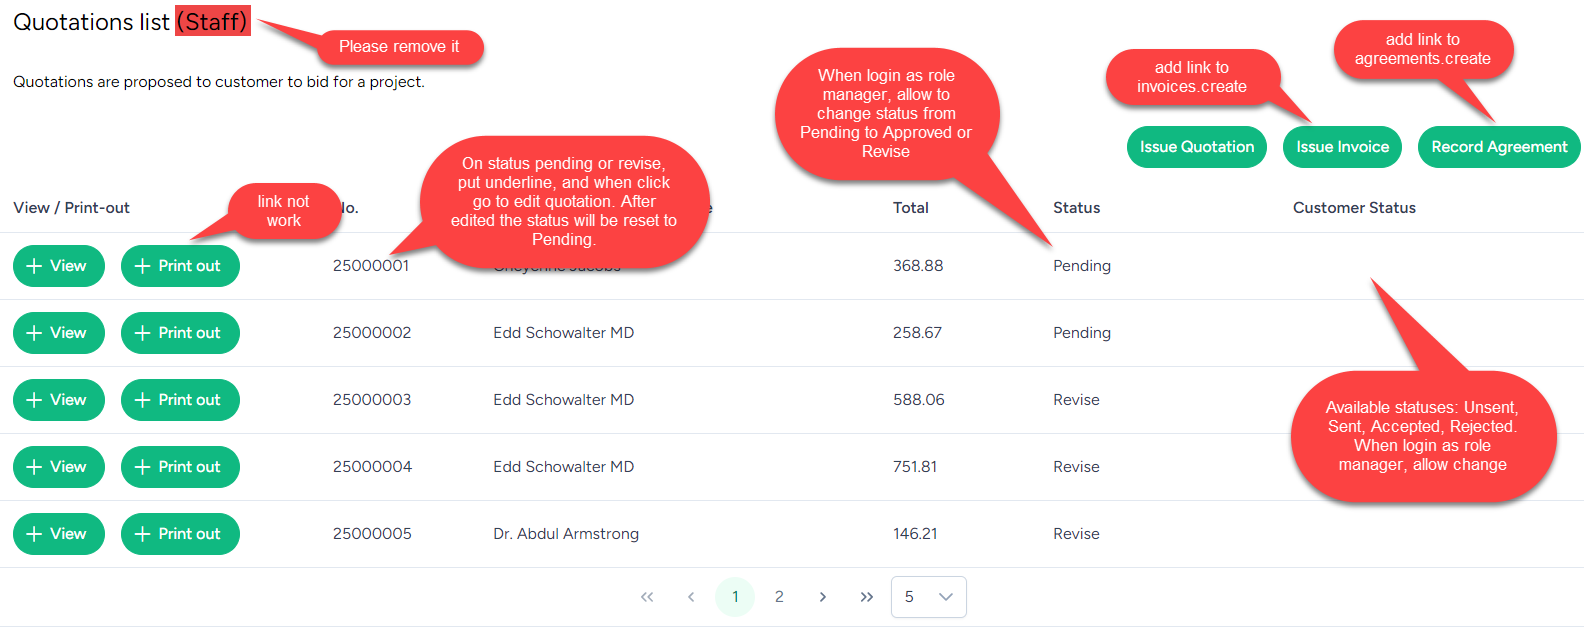 Quotations list (Staff)
Please remove it
Quotations are proposed to customer to bid for a project.
add link to
agreements.create
add link to
invoices.create
When login as role
manager, allow to
change status from
Pending to Approved or
Revise
Issue Quotation Issue Invoice Record Agreement
On status pending or revise,
put underline, and when click
go to edit quotation. After
edited the status will be reset to
Pending.
link not
work
View / Print-out Total Status Customer Status
View Print out 25000001 Cheyenne Jacobs 368.88 Pending
View Print out 25000002 Edd Schowalter MD 258.67 Pending
View Print out 25000003 Edd Schowalter MD 588.06 Revise
Available statuses: Unsent,
Sent, Accepted, Rejected.
When login as role
manager, allow change
View Print out 25000004 Edd Schowalter MD 751.81 Revise
View Print out 25000005 Dr. Abdul Armstrong 146.21 Revise
« ‹ 1 2 › » 5